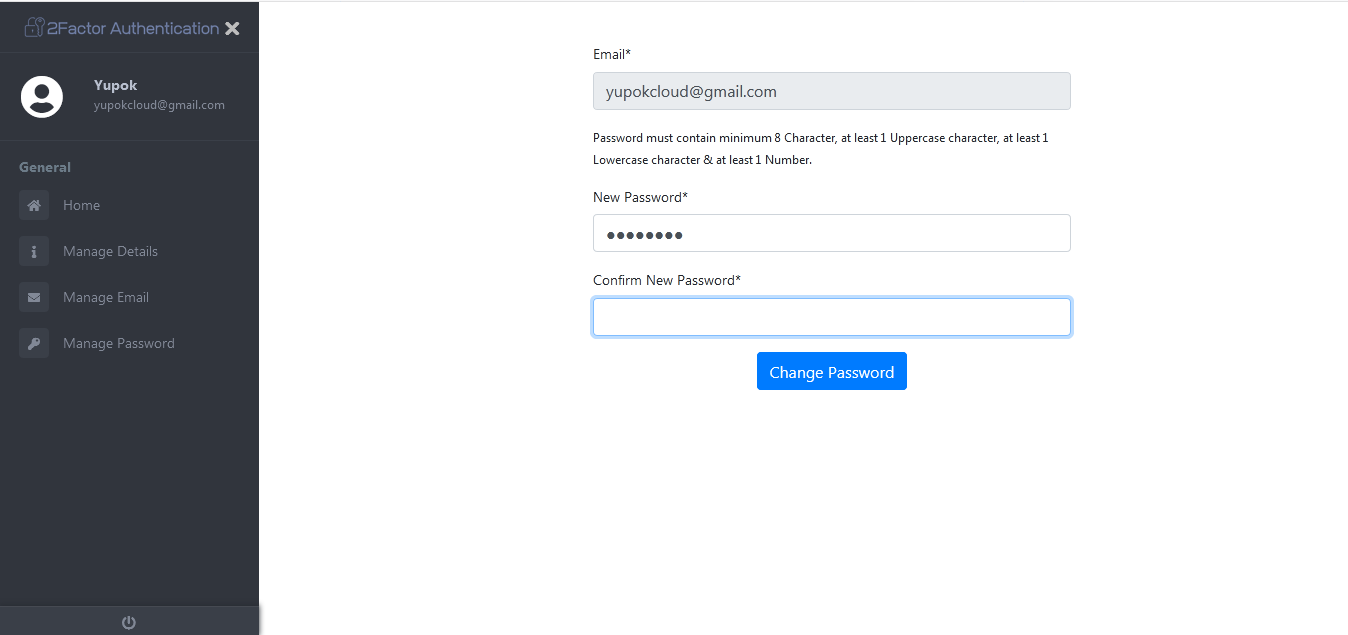 2Factor Authentication
Yupok
yupokcloud@gmail.com
General
Home
Manage Details
Manage Email
Manage Password
Email*
yupokcloud@gmail.com
Password must contain minimum 8 Character, at least 1 Uppercase character, at least 1
Lowercase character & at least 1 Number.
New Password*
●●●●●●●●
Confirm New Password*
Change Password